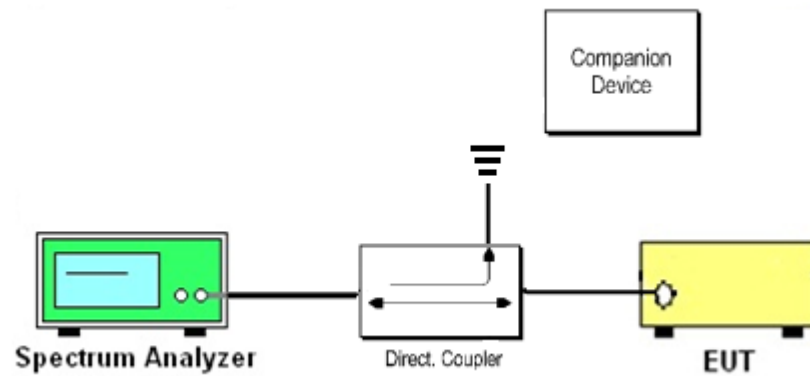 Companion
Device
Spectrum Analyzer
Direct. Coupler
EUT